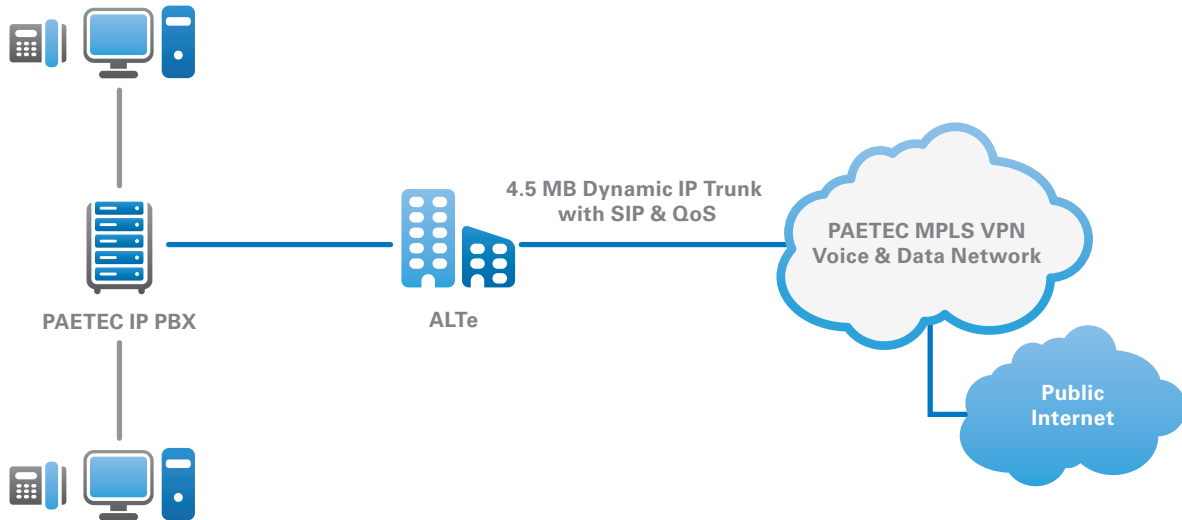 4.5 MB Dynamic IP Trunk
with SIP & QoS
PAETEC MPLS VPN
Voice & Data Network
PAETEC IP PBX
ALTe
Public
Internet